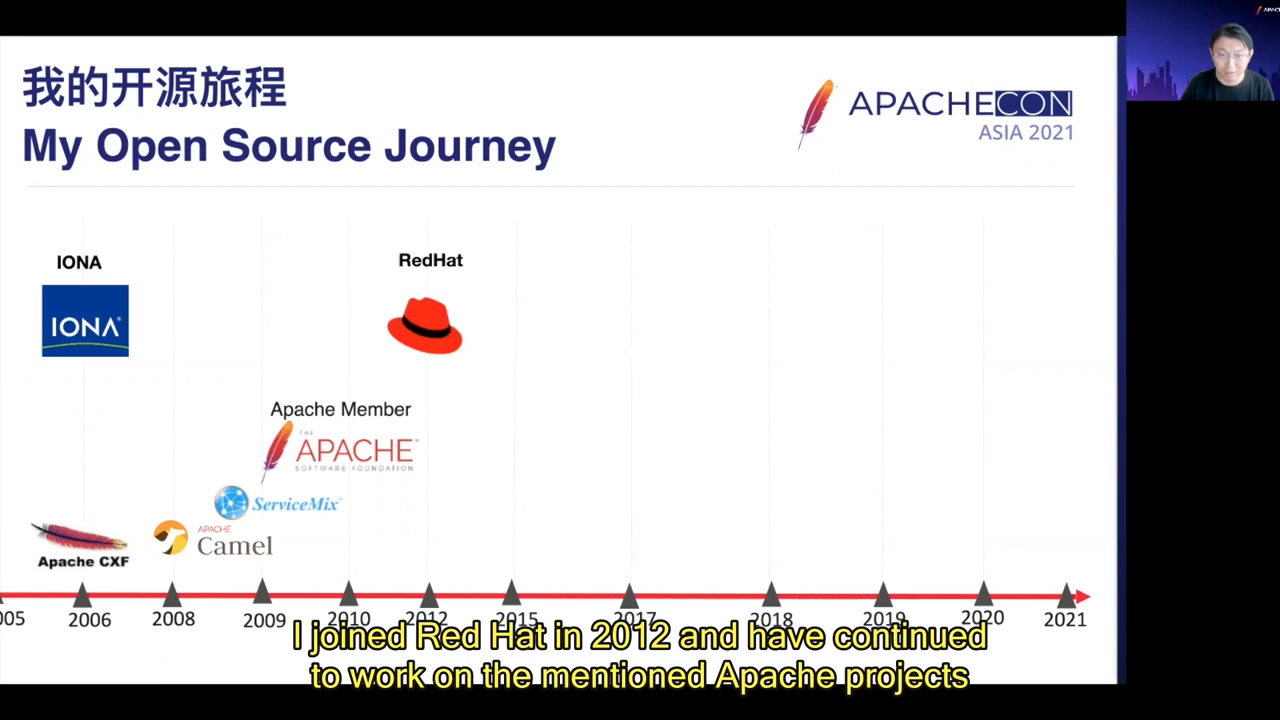 我的开源旅程
My Open Source Journey
APACHECON
ASIA 2021
IONA
IONA
RedHat
Apache Member
THE
APACHE
SOFTWARE FOUNDATION
ServiceMix
APACHE
Camel
Apache CXF
005 2006 2008 2009 2010 2012 2015 2017 2018 2019 2020 2021
I joined Red Hat in 2012 and have continued
to work on the mentioned Apache projects